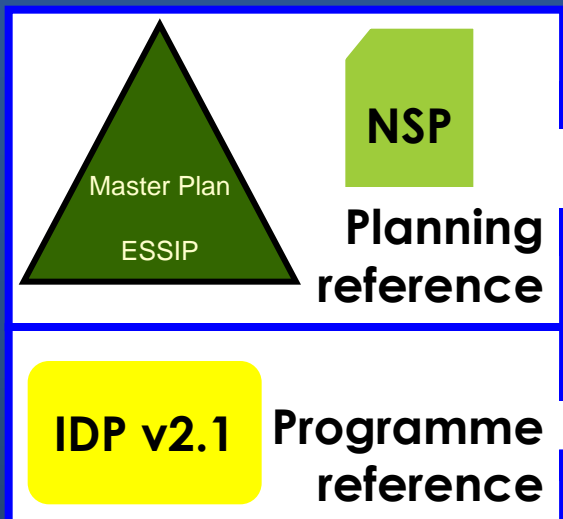 Master Plan
ESSIP
NSP
Planning
reference
IDP v2.1
Programme
reference